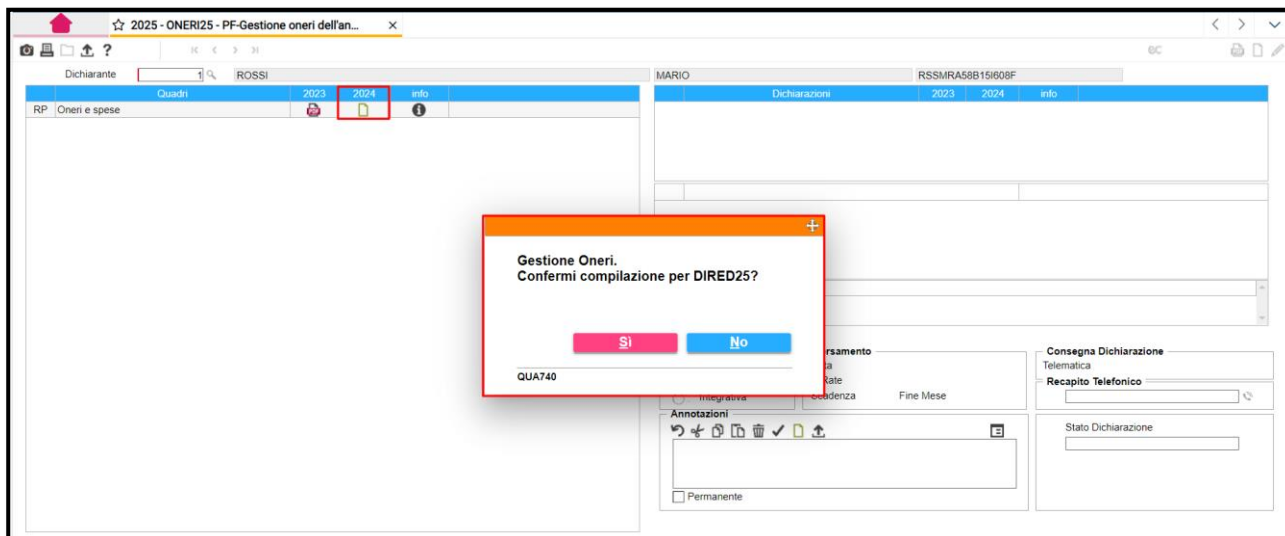 2025 - ONERI25 - PF-Gestione oneri dell'an...
Dichiarante 1 ROSSI MARIO RSSMRA58B15I608F
Quadri 2023 2024 info Dichiarazioni 2023 2024 info
RP Oneri e spese
Gestione Oneri.
Confermi compilazione per DIRED25?
Sì No
QUA740
rsamento
Rate
Integrativa
Scadenza Fine Mese
Consegna Dichiarazione
Telematica
Recapito Telefonico
Annotazioni
Stato Dichiarazione
Permanente